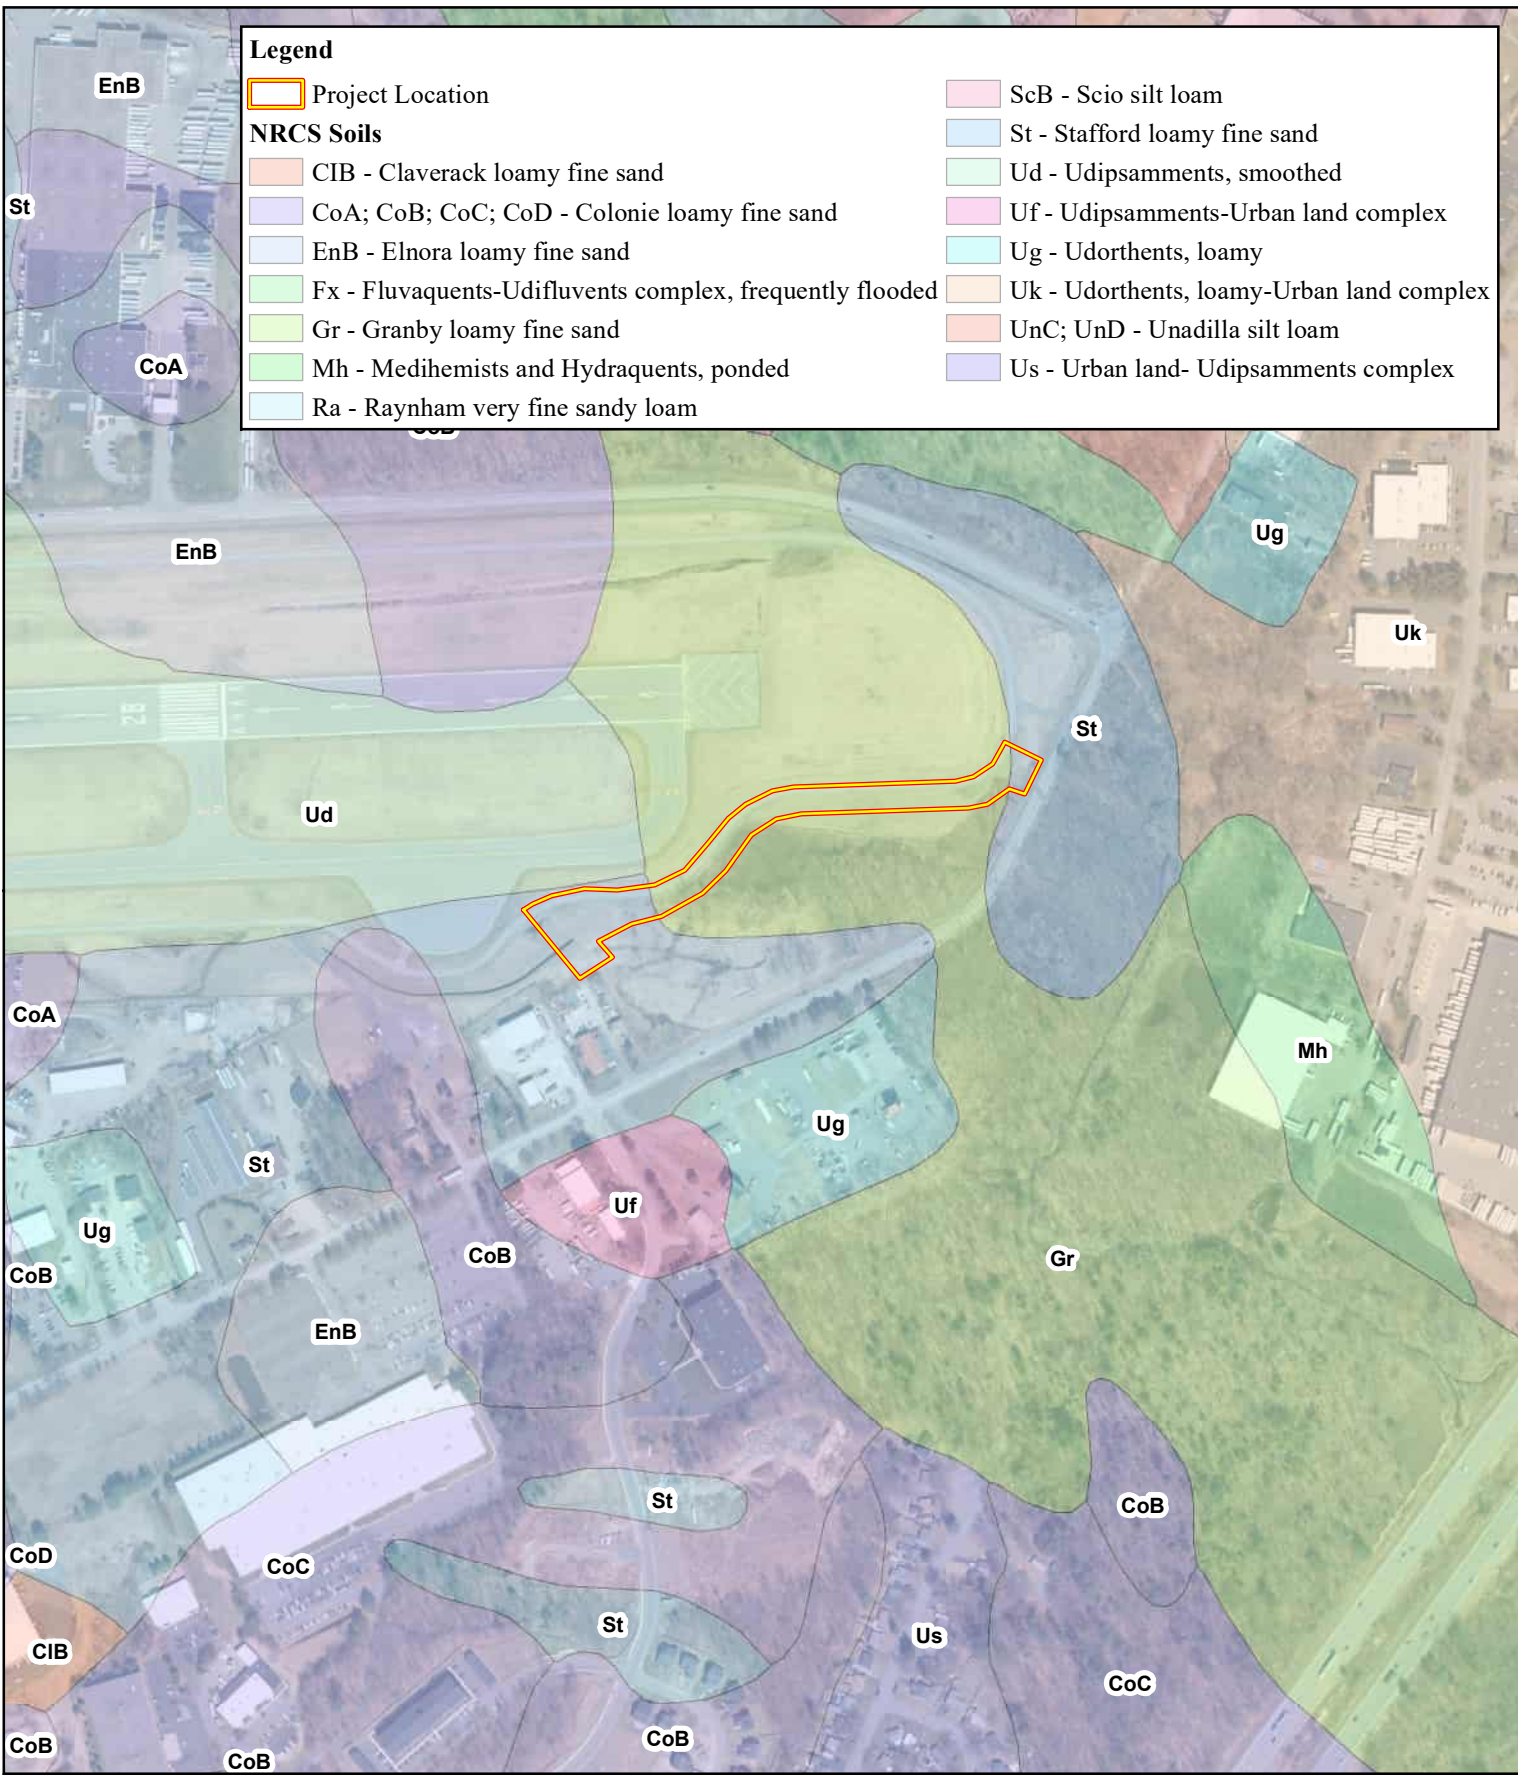 Legend
Project Location
NRCS Soils
ClB - Claverack loamy fine sand
CoA; CoB; CoC; CoD - Colonie loamy fine sand
EnB - Elnora loamy fine sand
Fx - Fluvaquents-Udifluvents complex, frequently flooded
Gr - Granby loamy fine sand
Mh - Medihemists and Hydraquents, ponded
Ra - Raynham very fine sandy loam
ScB - Scio silt loam
St - Stafford loamy fine sand
Ud - Udipsamments, smoothed
Uf - Udipsamments-Urban land complex
Ug - Udorthents, loamy
Uk - Udorthents, loamy-Urban land complex
UnC; UnD - Unadilla silt loam
Us - Urban land- Udipsamments complex
EnB
St
CoA
CoB
Ug
EnB
Uk
28
St
Ud
CoA
Mh
Ug
St
Uf
Ug
CoB
Gr
CoB
EnB
St
CoB
CoD
CoC
St
Us
ClB
CoC
CoB
CoB
CoB